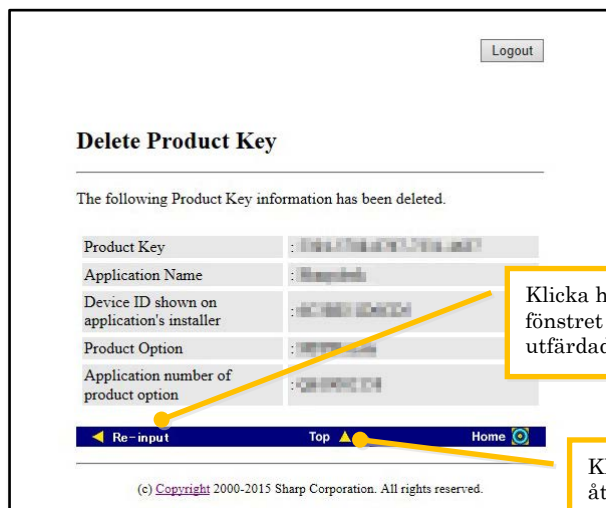 Logout
Delete Product Key
The following Product Key information has been deleted.
Product Key :
Application Name :
Device ID shown on
application's installer :
Product Option :
Application number of
product option :
Klicka h
fönstret
utfärdad
Re-input Top Home
(c) Copyright 2000-2015 Sharp Corporation. All rights reserved.
Kl
åt